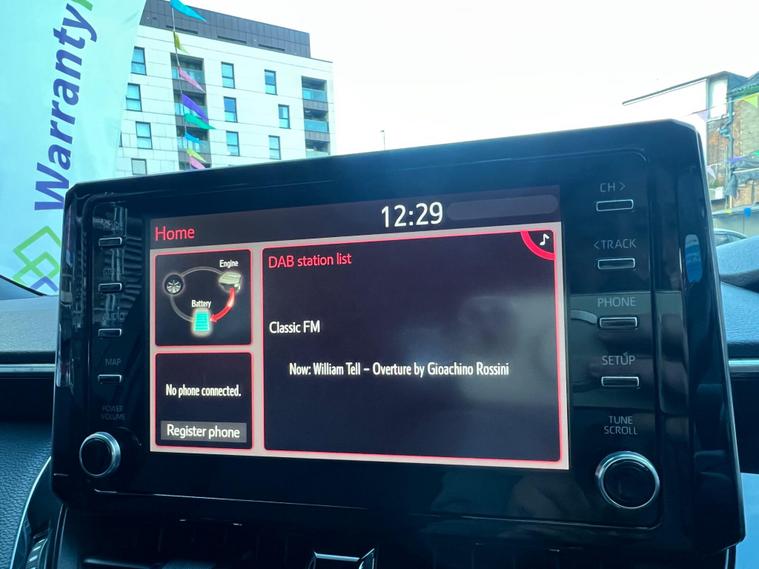 Warranty
Home
12:29
Engine
Battery
DAB station list
Classic FM
Now: William Tell – Overture by Gioachino Rossini
No phone connected.
Register phone
MAP
POWER
VOLUME
CH >
< TRACK
PHONE
SETUP
TUNE
SCROLL